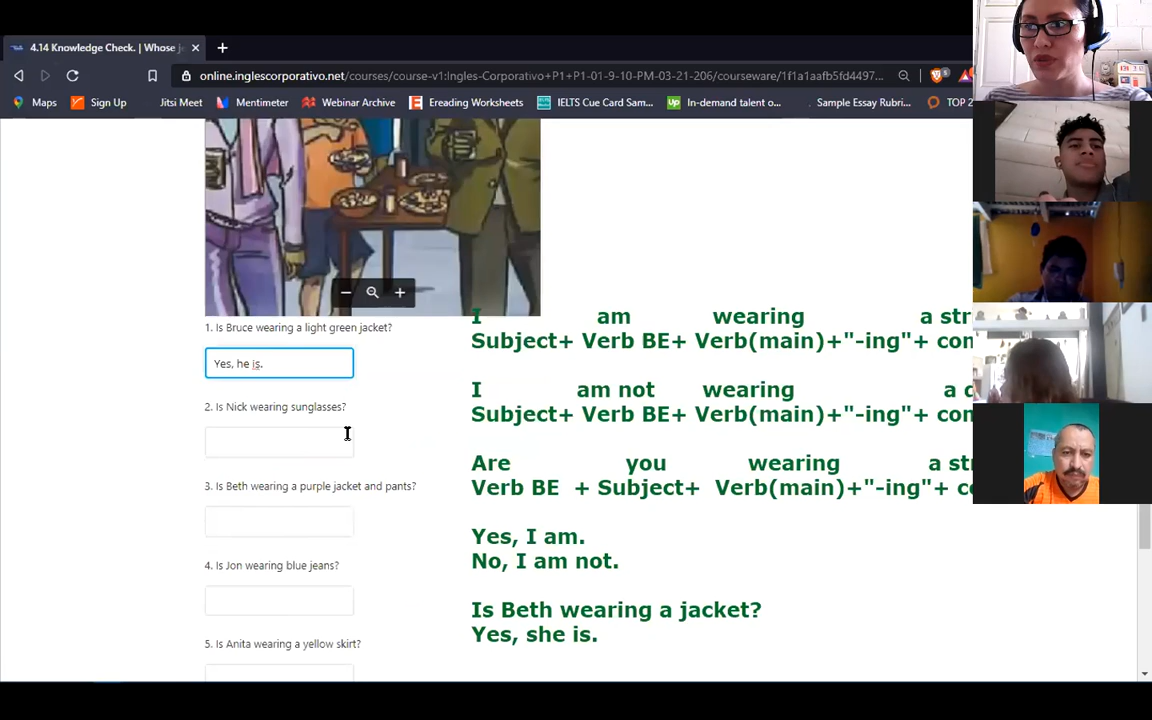 4.14 Knowledge Check. | Whose j
online.inglescorporativo.net/courses/course-v1:Ingles-Corporativo+P1+P1-01-9-10-PM-03-21-206/courseware/1f1a1aafb5fd4497...
Maps Sign Up Jitsi Meet Mentimeter Webinar Archive Ereading Worksheets IELTS Cue Card Sam... In-demand talent o... Sample Essay Rubri... TOP 2
1. Is Bruce wearing a light green jacket?
Yes, he is.
2. Is Nick wearing sunglasses?
3. Is Beth wearing a purple jacket and pants?
4. Is Jon wearing blue jeans?
5. Is Anita wearing a yellow skirt?
I am wearing a str
Subject+ Verb BE+ Verb(main)+"-ing"+ con
I am not wearing a
Subject+ Verb BE+ Verb(main)+"-ing"+ con
Are you wearing a str
Verb BE + Subject+ Verb(main)+"-ing"+ co
Yes, I am.
No, I am not.
Is Beth wearing a jacket?
Yes, she is.